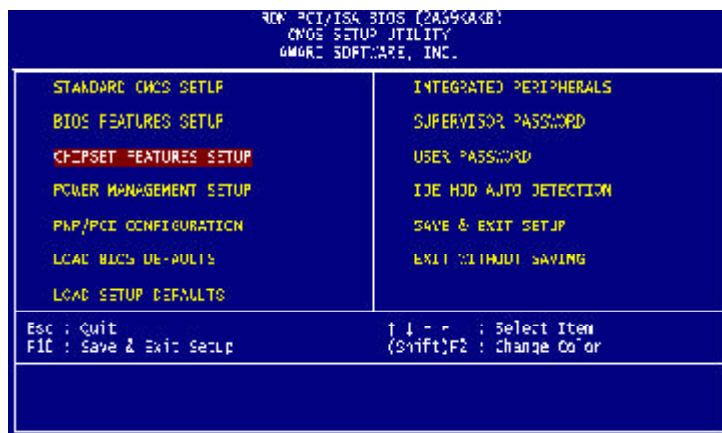 ROM PCI/ISA BIOS (2A69KAKB)
CMOS SETUP UTILITY
AWARD SOFTWARE, INC.
STANDARD CMOS SETUP
BIOS FEATURES SETUP
CHIPSET FEATURES SETUP
POWER MANAGEMENT SETUP
PNP/PCI CONFIGURATION
LOAD BIOS DEFAULTS
LOAD SETUP DEFAULTS
INTEGRATED PERIPHERALS
SUPERVISOR PASSWORD
USER PASSWORD
IDE HDD AUTO DETECTION
SAVE & EXIT SETUP
EXIT WITHOUT SAVING
Esc : Quit
F10 : Save & Exit Setup
↑ ↓ : Select Item
(Shift)F2 : Change Color